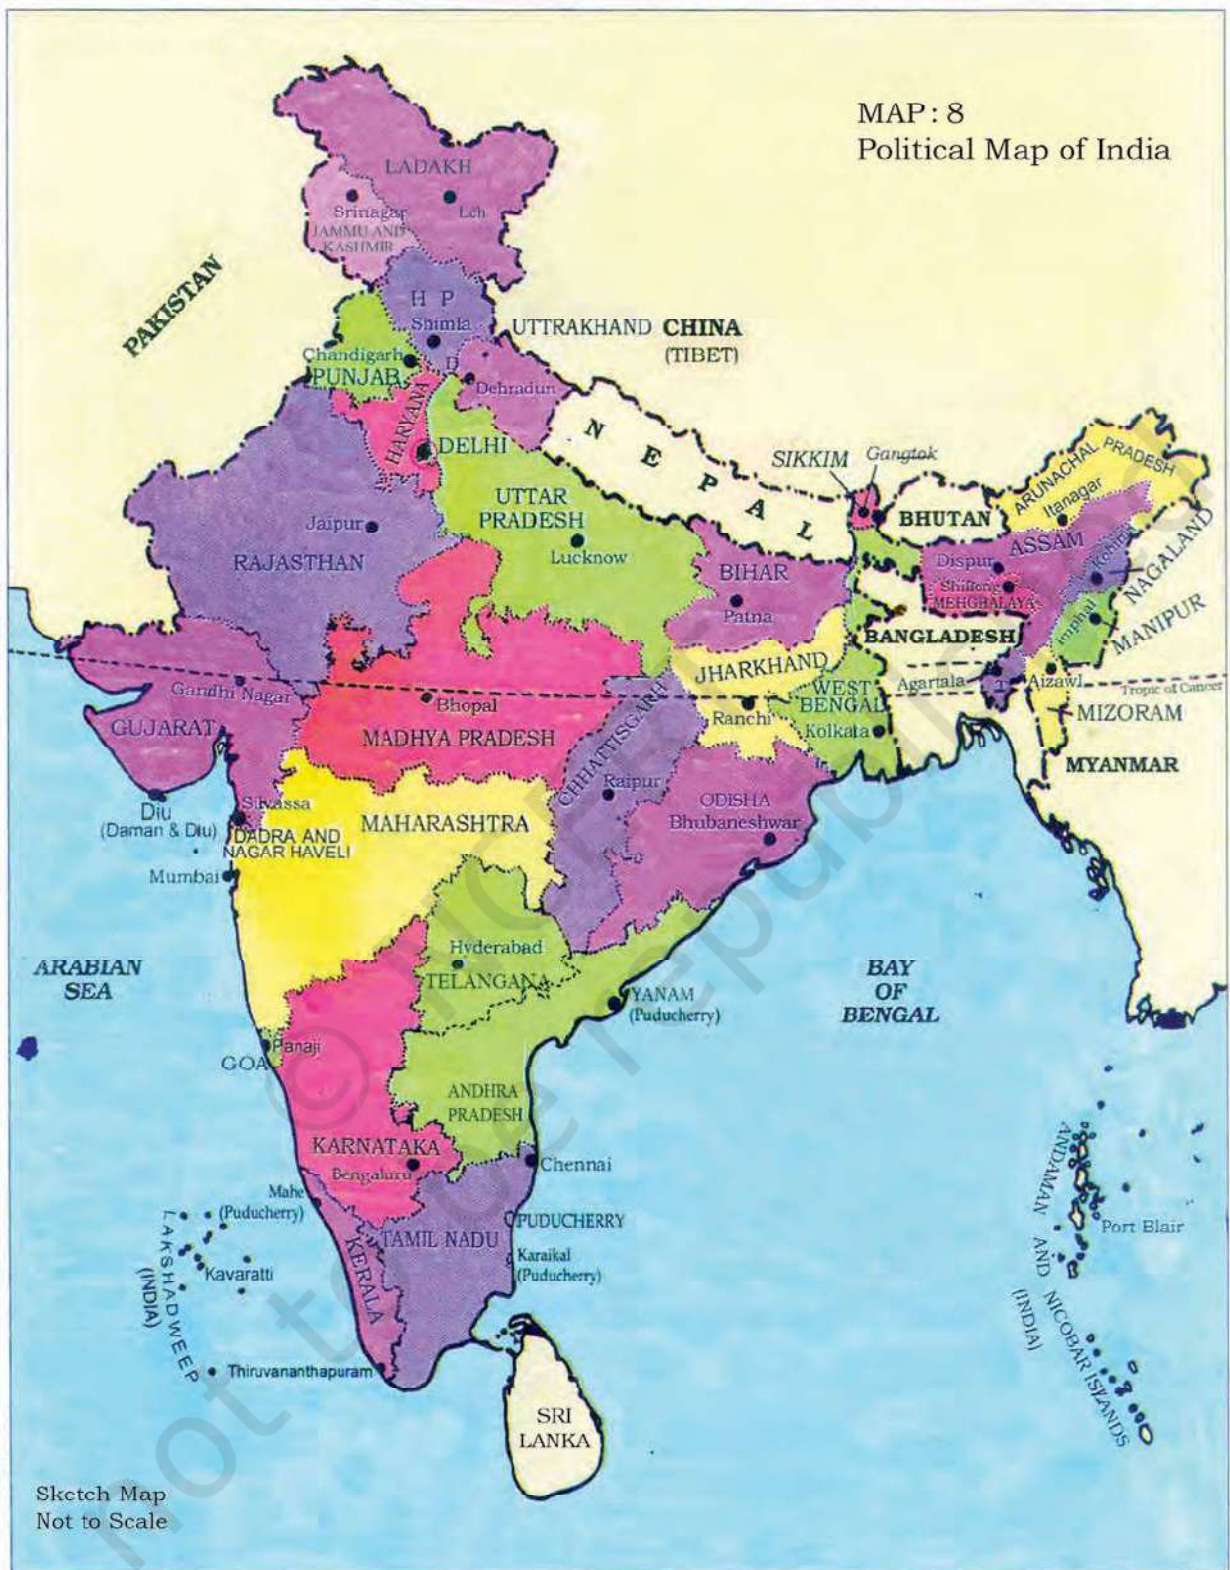 MAP : 8
Political Map of India
LADAKH
Srinagar
Leh
JAMMU AND
KASHMIR
PAKISTAN
H P
Shimla
UTTRAKHAND
CHINA
(TIBET)
Chandigarh
PUNJAB
D
Dehradun
HARYANA
DELHI
NEPAL
SIKKIM
Gangtok
ARUNACHAL PRADESH
Itanagar
UTTAR
PRADESH
Lucknow
BHUTAN
Jaipur
RAJASTHAN
BIHAR
Patna
Dispur
ASSAM
Kohima
NAGALAND
Shillong
MEHGHALAYA
Imphal
MANIPUR
BANGLADESH
JHARKHAND
Ranchi
WEST
BENGAL
Kolkata
Agartala
T
Aizawl
Tropic of Cancer
MIZORAM
MYANMAR
Gandhi Nagar
GUJARAT
Bhopal
MADHYA PRADESH
CHHATTISGARH
Raipur
ODISHA
Bhubaneshwar
Diu
(Daman & Diu)
Silvassa
DADRA AND
NAGAR HAVELI
MAHARASHTRA
Mumbai
Hyderabad
TELANGANA
ARABIAN
SEA
BAY
OF
BENGAL
YANAM
(Puducherry)
Panaji
GOA
ANDHRA
PRADESH
KARNATAKA
Bengaluru
Chennai
Mahe
(Puducherry)
PUDUCHERRY
TAMIL NADU
Karaikal
(Puducherry)
KERALA
LAKSHADWEEP
(INDIA)
Kavaratti
Thiruvananthapuram
ANDAMAN AND NICOBAR ISLANDS
(INDIA)
Port Blair
SRI
LANKA
Sketch Map
Not to Scale
© NCERT
not to be republished